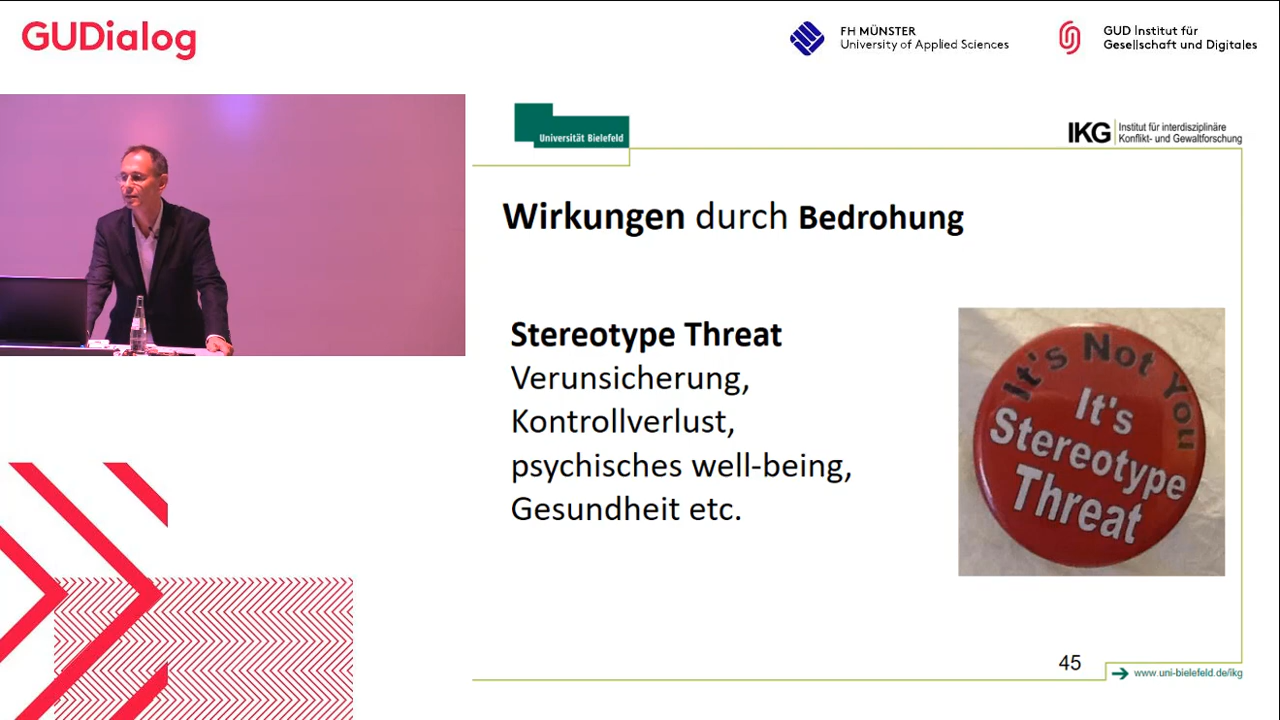 GUDialog
FH MÜNSTER
University of Applied Sciences
GUD Institut für
Gesellschaft und Digitales
Universität Bielefeld
IKG
Institut für interdisziplinäre
Konflikt- und Gewaltforschung
Wirkungen durch Bedrohung
Stereotype Threat
Verunsicherung,
Kontrollverlust,
psychisches well-being,
Gesundheit etc.
It's Not You
It's
Stereotype
Threat
45
www.uni-bielefeld.de/ikg